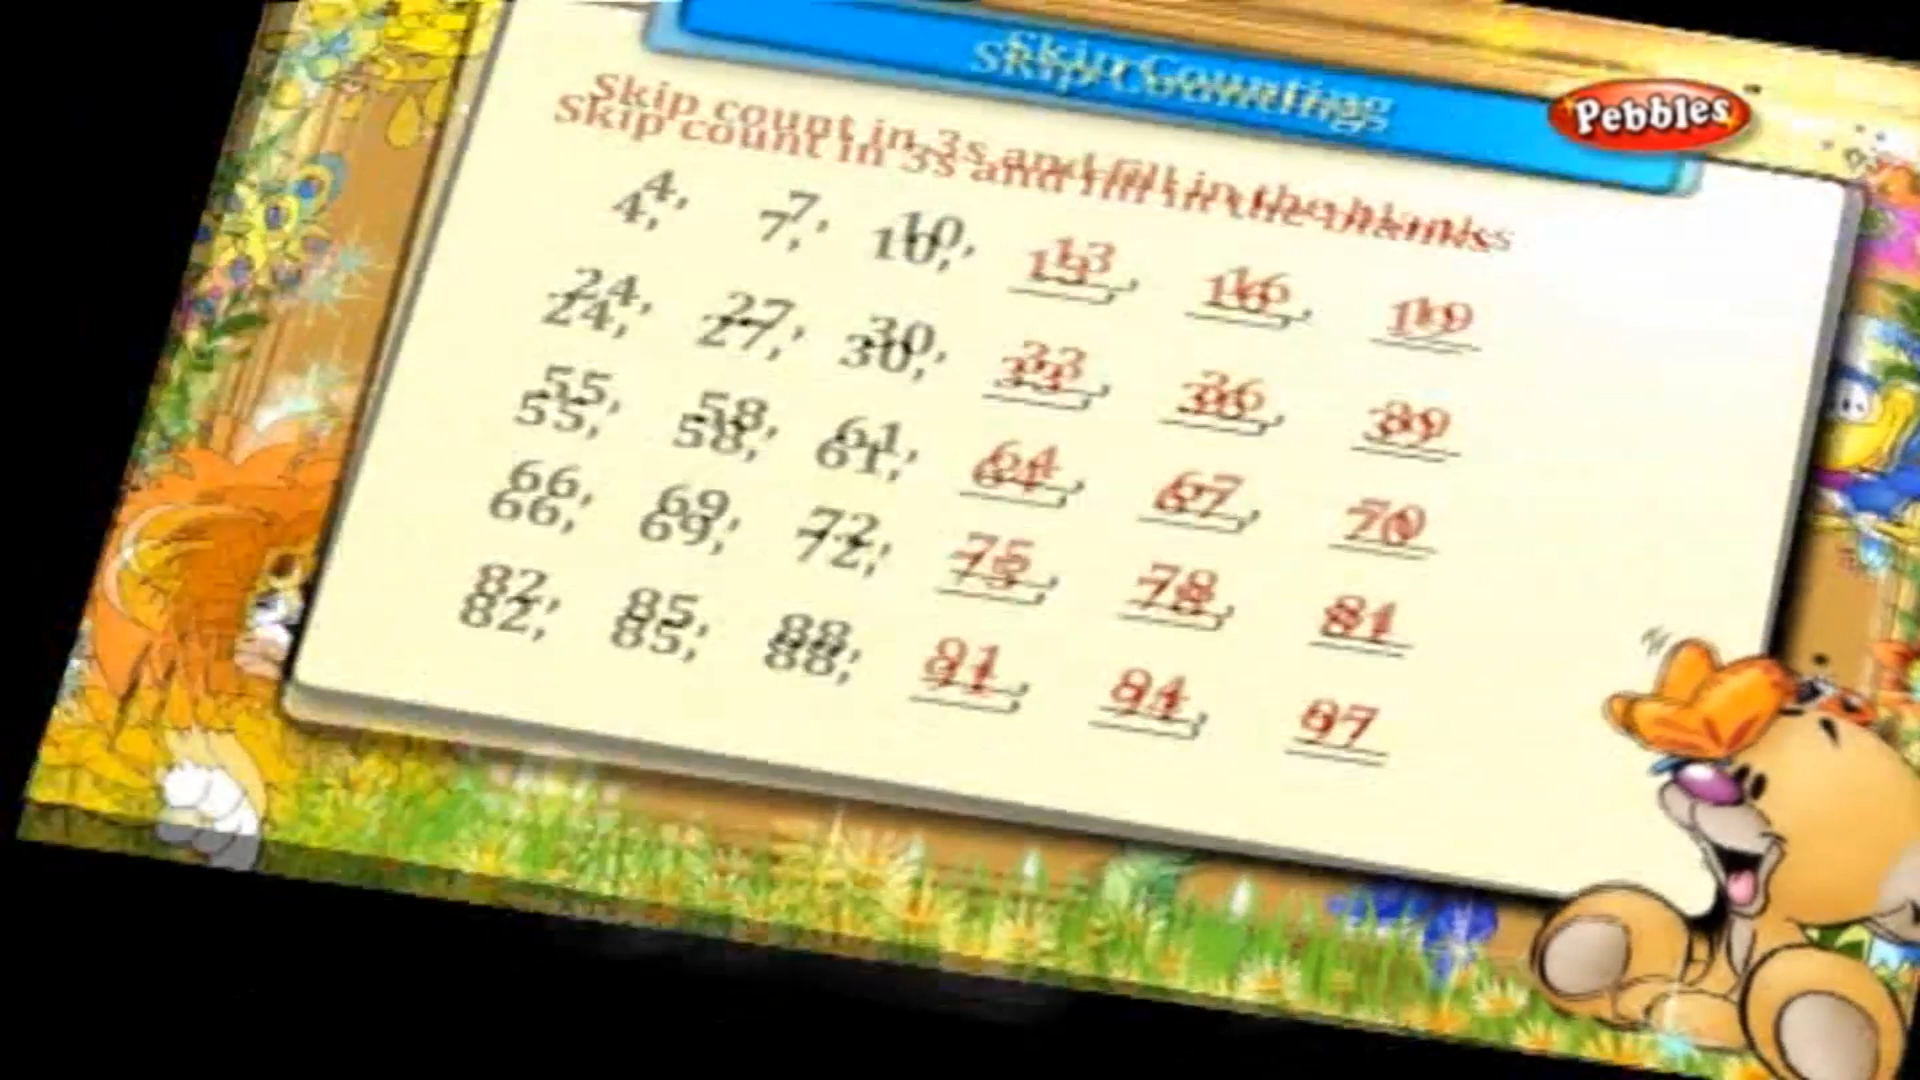 Skip Counting
Pebbles
Skip count in 3s and fill in the blanks
4, 7, 10, 13, 16, 19
24, 27, 30, 33, 36, 39
55, 58, 61, 64, 67, 70
66, 69, 72, 75, 78, 81
82, 85, 88, 91, 94, 97